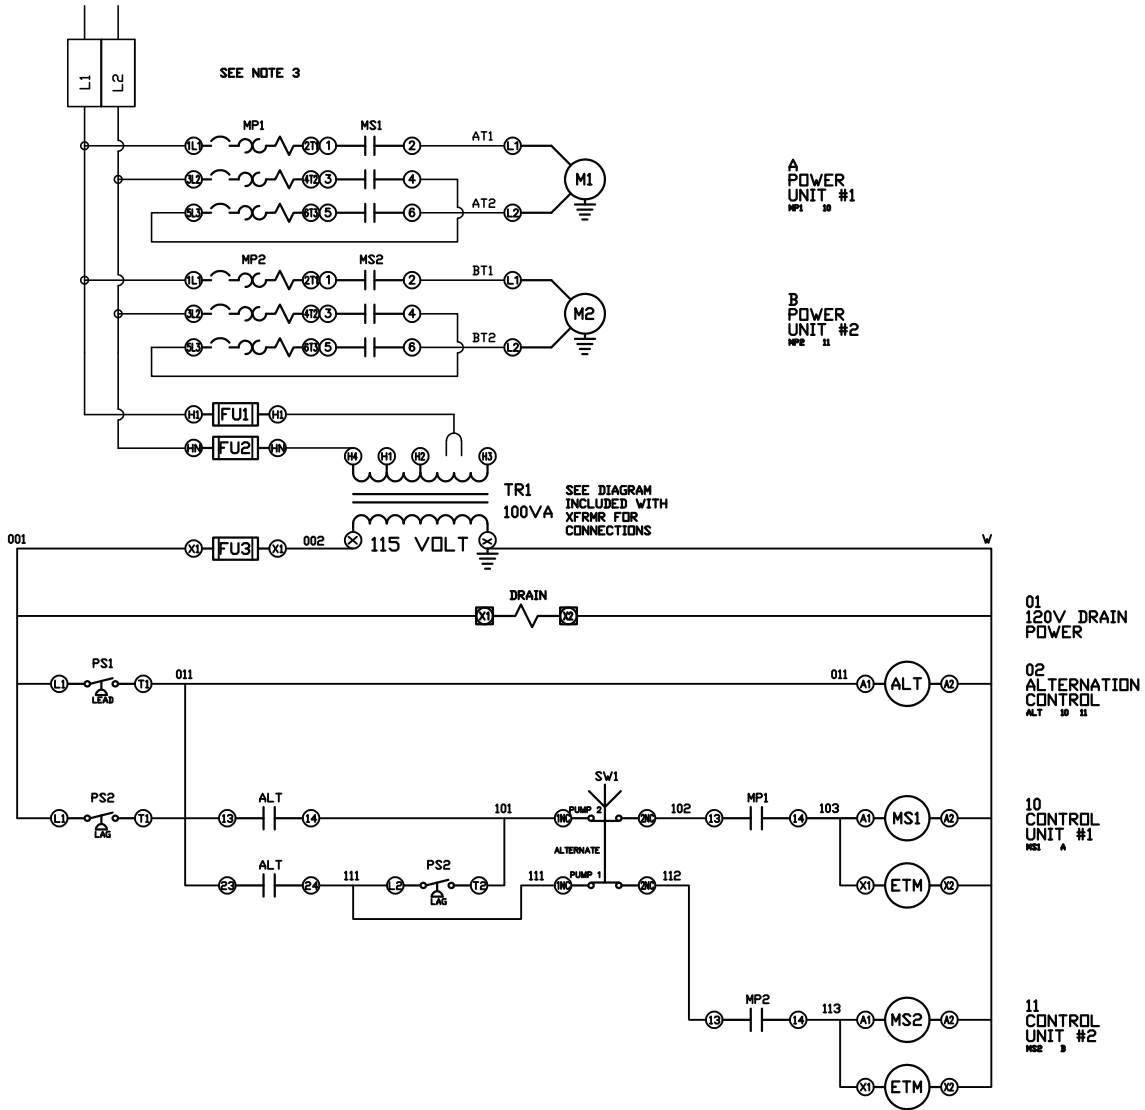 L1 L2
SEE NOTE 3
MP1 MS1
1L1 2T1 1 2 AT1 L1
3L2 4T2 3 4
M1
5L3 6T3 5 6 AT2 L2
A
POWER
UNIT #1
MP1 10
MP2 MS2
1L1 2T1 1 2 BT1 L1
3L2 4T2 3 4
M2
5L3 6T3 5 6 BT2 L2
B
POWER
UNIT #2
MP2 11
H1 FU1 H1
HN FU2 HN
H4 H1 H2 H3
TR1
100VA
SEE DIAGRAM
INCLUDED WITH
XFRMR FOR
CONNECTIONS
001 X1 FU3 X1 002 X 115 VOLT X W
DRAIN
X1 X2
01
120V DRAIN
POWER
PS1
L1 T1 011 011 A1 ALT A2
LEAD
02
ALTERNATION
CONTROL
ALT 10 11
PS2 ALT SW1 MP1
L1 T1 13 14 101 1NC PUMP 2 2NC 102 13 14 103 A1 MS1 A2
LAG
10
CONTROL
UNIT #1
MS1 A
ALTERNATE
ALT PS2
23 24 111 L2 T2 111 1NC PUMP 1 2NC 112 X1 ETM X2
LAG
MP2
13 14 113 A1 MS2 A2
11
CONTROL
UNIT #2
MS2 B
X1 ETM X2